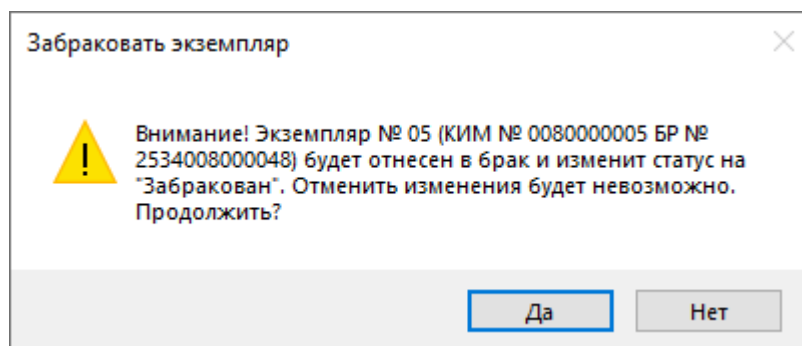 Забраковать экземпляр
Внимание! Экземпляр № 05 (КИМ № 0080000005 БР №
2534008000048) будет отнесен в брак и изменит статус на
"Забракован". Отменить изменения будет невозможно.
Продолжить?
Да
Нет